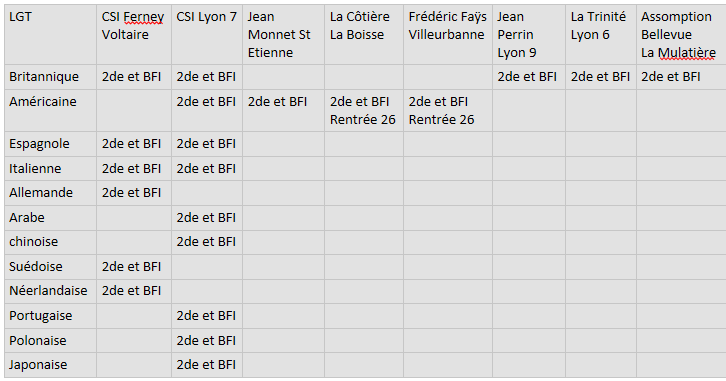 LGT CSI Ferney Voltaire CSI Lyon 7 Jean Monnet St Etienne La Côtière La Boisse Frédéric Faÿs Villeurbanne Jean Perrin Lyon 9 La Trinité Lyon 6 Assomption Bellevue La Mulatière
Britannique 2de et BFI 2de et BFI 2de et BFI 2de et BFI 2de et BFI
Américaine 2de et BFI 2de et BFI 2de et BFI Rentrée 26 2de et BFI Rentrée 26
Espagnole 2de et BFI 2de et BFI
Italienne 2de et BFI 2de et BFI
Allemande 2de et BFI
Arabe 2de et BFI
chinoise 2de et BFI
Suédoise 2de et BFI
Néerlandaise 2de et BFI
Portugaise 2de et BFI
Polonaise 2de et BFI
Japonaise 2de et BFI